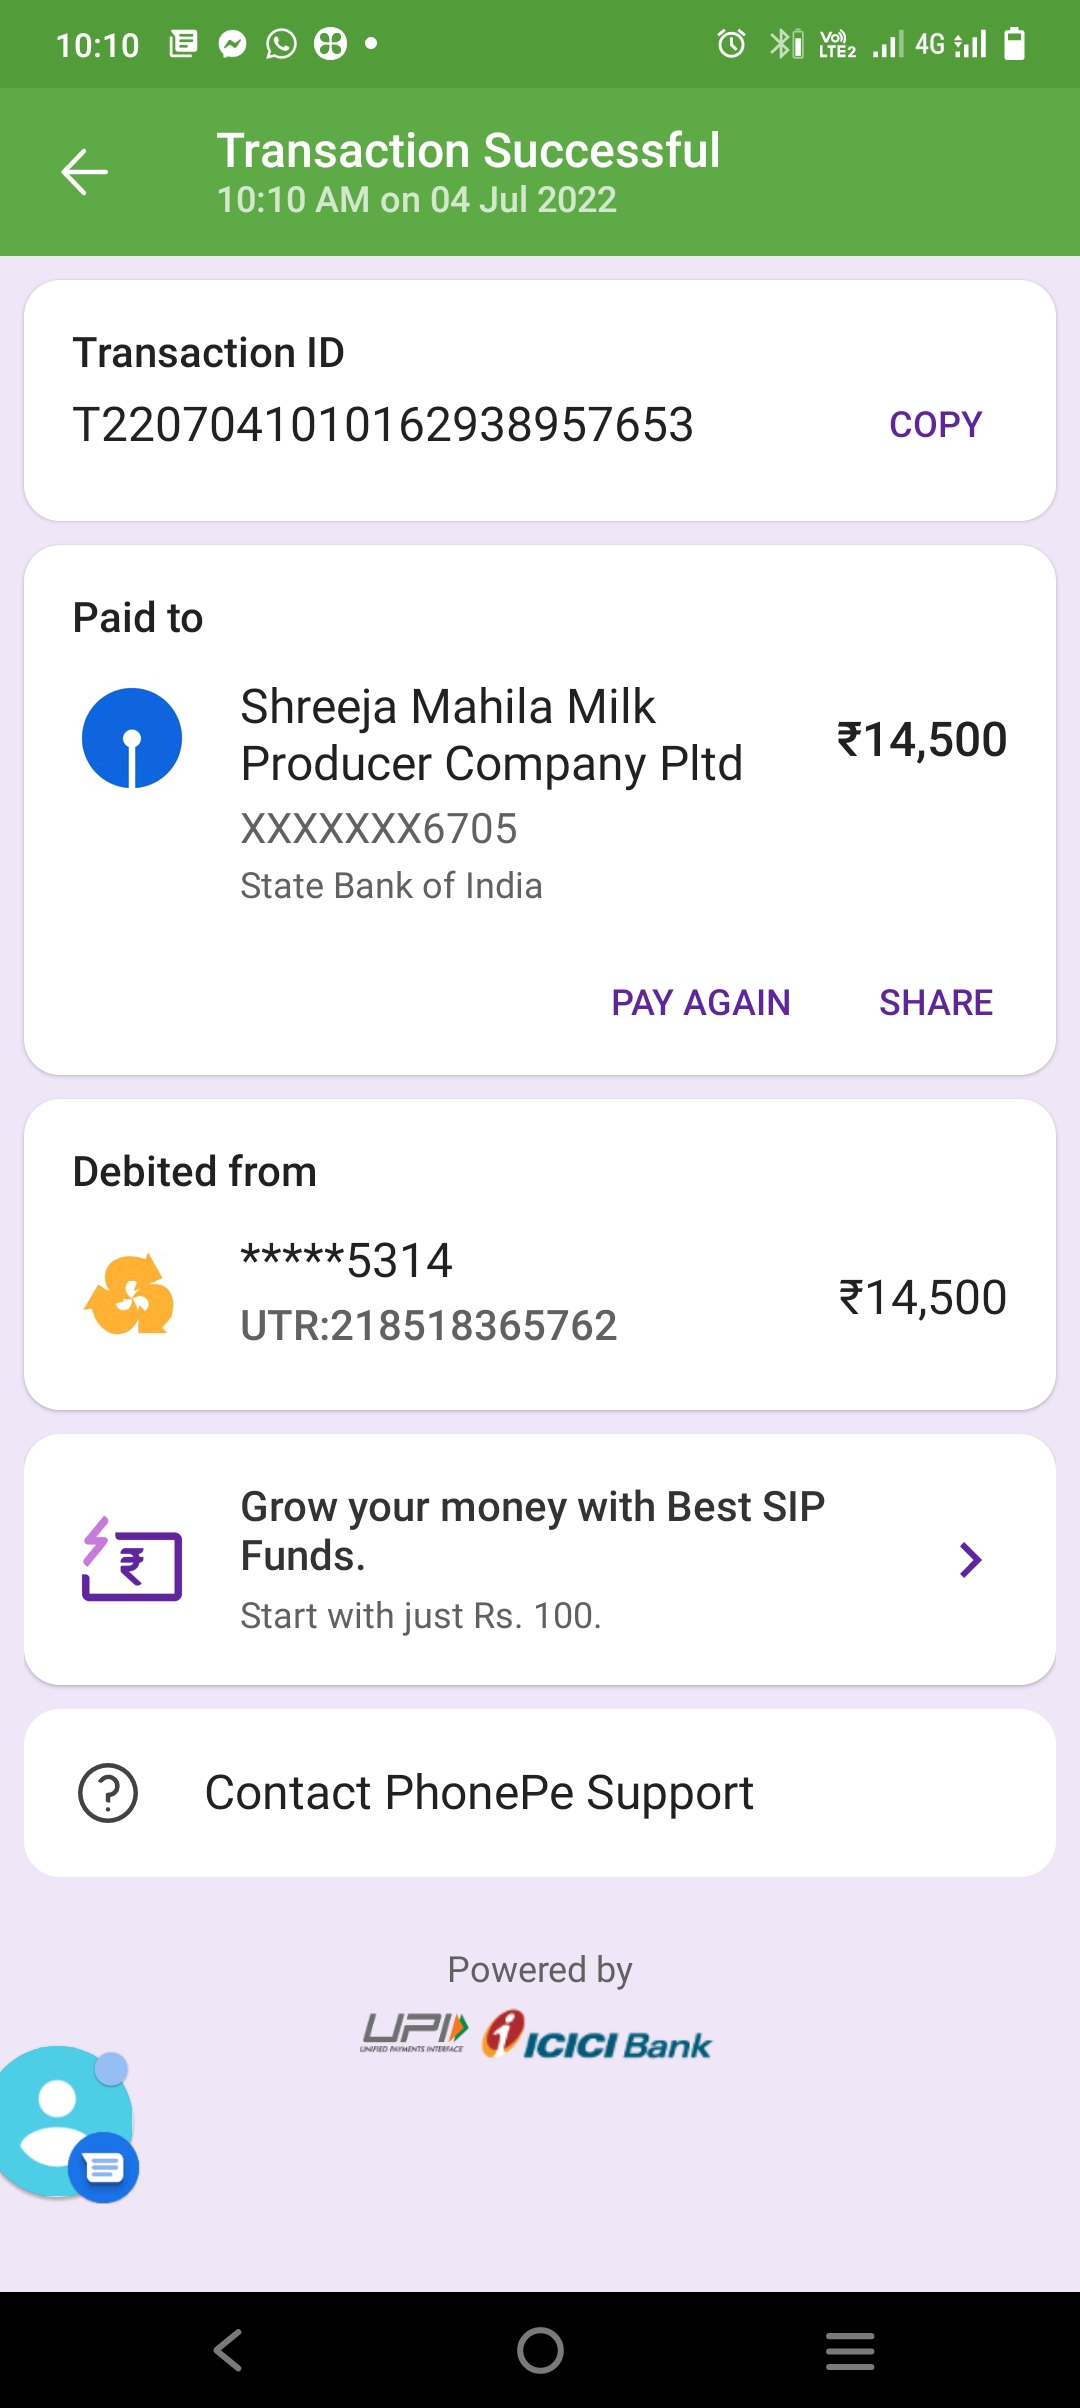 10:10
VoLTE2 4G
Transaction Successful
10:10 AM on 04 Jul 2022
Transaction ID
T2207041010162938957653 COPY
Paid to
Shreeja Mahila Milk
Producer Company Pltd
₹14,500
XXXXXXX6705
State Bank of India
PAY AGAIN SHARE
Debited from
*****5314
UTR:218518365762
₹14,500
Grow your money with Best SIP
Funds.
Start with just Rs. 100.
Contact PhonePe Support
Powered by
UPI ICICI Bank
UNIFIED PAYMENTS INTERFACE